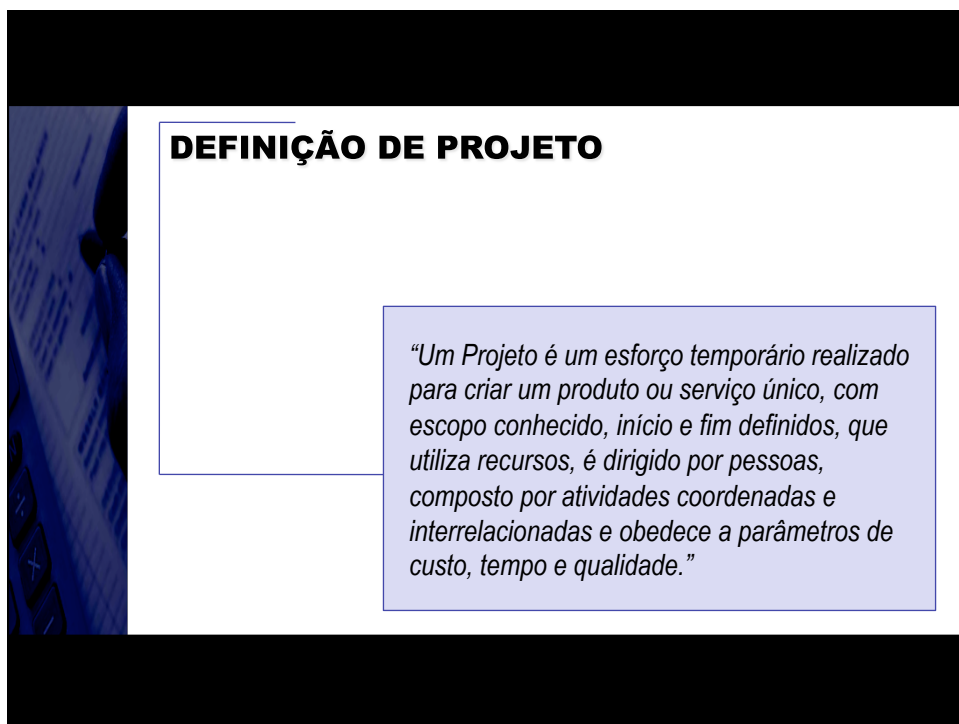 DEFINIÇÃO DE PROJETO
“Um Projeto é um esforço temporário realizado
para criar um produto ou serviço único, com
escopo conhecido, início e fim definidos, que
utiliza recursos, é dirigido por pessoas,
composto por atividades coordenadas e
interrelacionadas e obedece a parâmetros de
custo, tempo e qualidade.”